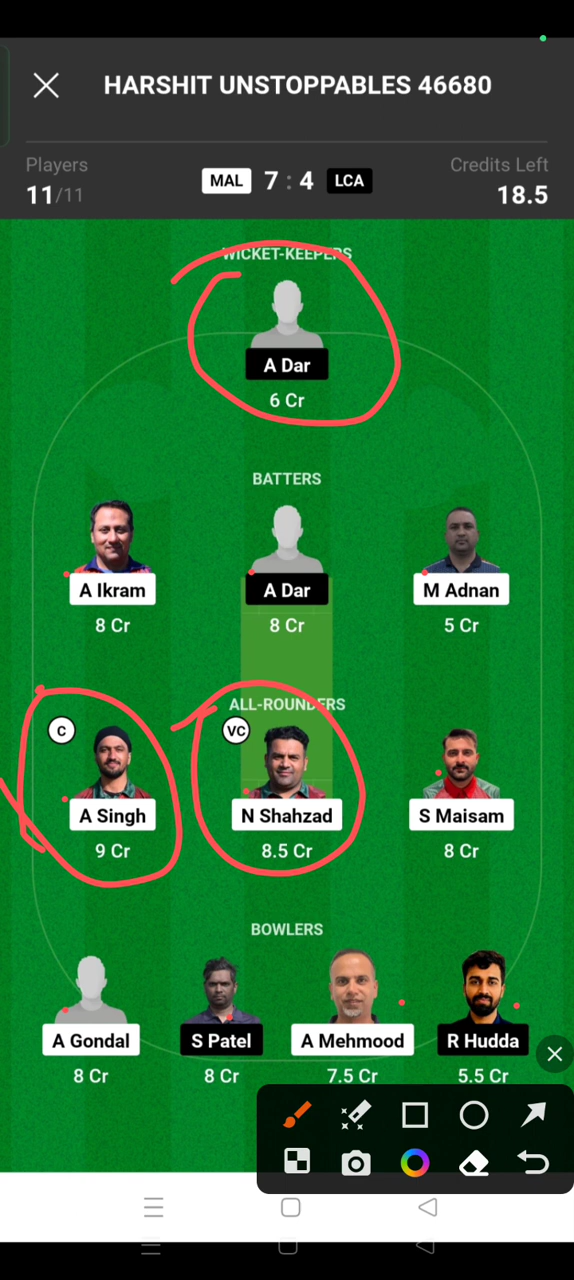 HARSHIT UNSTOPPABLES 46680
Players
Credits Left
11/11
MAL 7 : 4 LCA
18.5
WICKET-KEEPERS
A Dar
6 Cr
BATTERS
A Ikram
A Dar
M Adnan
8 Cr
8 Cr
5 Cr
ALL-ROUNDERS
C
VC
A Singh
N Shahzad
S Maisam
9 Cr
8.5 Cr
8 Cr
BOWLERS
A Gondal
S Patel
A Mehmood
R Hudda
8 Cr
8 Cr
7.5 Cr
5.5 Cr